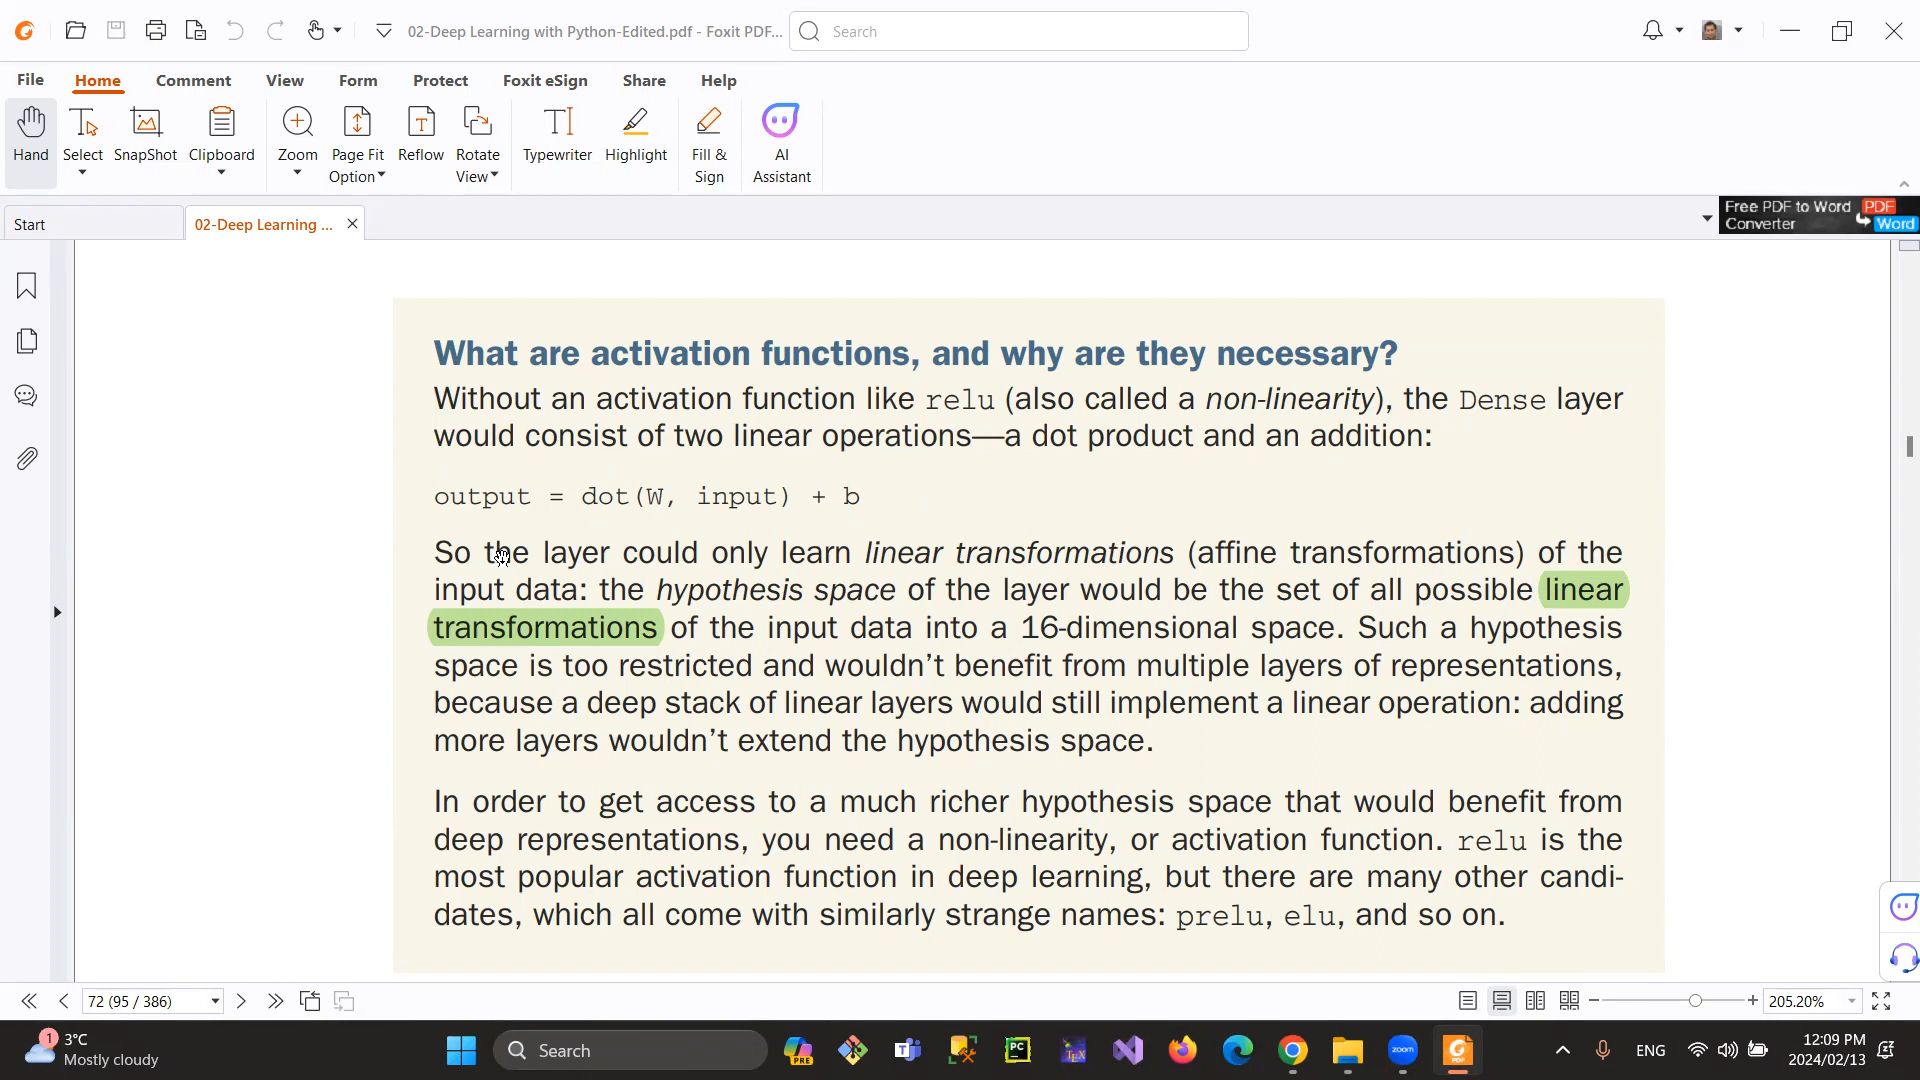 02-Deep Learning with Python-Edited.pdf - Foxit PDF...
Search
File Home Comment View Form Protect Foxit eSign Share Help
Hand Select SnapShot Clipboard Zoom Page Fit Option Reflow Rotate View Typewriter Highlight Fill & Sign AI Assistant
Start
02-Deep Learning ...
Free PDF to Word PDF
Converter Word
What are activation functions, and why are they necessary?
Without an activation function like relu (also called a non-linearity), the Dense layer
would consist of two linear operations—a dot product and an addition:
output = dot(W, input) + b
So the layer could only learn linear transformations (affine transformations) of the
input data: the hypothesis space of the layer would be the set of all possible linear
transformations of the input data into a 16-dimensional space. Such a hypothesis
space is too restricted and wouldn’t benefit from multiple layers of representations,
because a deep stack of linear layers would still implement a linear operation: adding
more layers wouldn’t extend the hypothesis space.
In order to get access to a much richer hypothesis space that would benefit from
deep representations, you need a non-linearity, or activation function. relu is the
most popular activation function in deep learning, but there are many other candi-
dates, which all come with similarly strange names: prelu, elu, and so on.
72 (95 / 386)
205.20%
1
3°C
Mostly cloudy
Search
PRE
PC
TEX
zoom
PDF
ENG
12:09 PM
2024/02/13